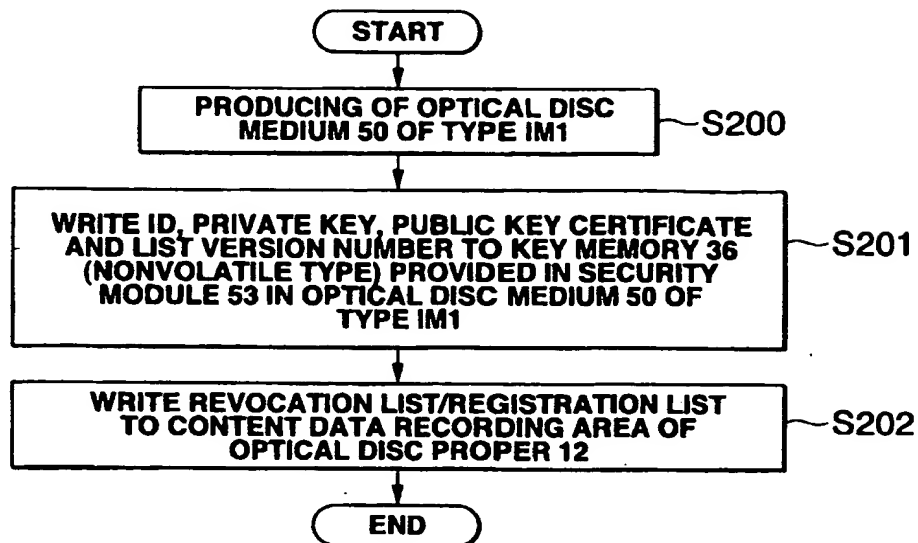 START
PRODUCING OF OPTICAL DISC
MEDIUM 50 OF TYPE IM1
S200
WRITE ID, PRIVATE KEY, PUBLIC KEY CERTIFICATE
AND LIST VERSION NUMBER TO KEY MEMORY 36
(NONVOLATILE TYPE) PROVIDED IN SECURITY
MODULE 53 IN OPTICAL DISC MEDIUM 50 OF
TYPE IM1
S201
WRITE REVOCATION LIST/REGISTRATION LIST
TO CONTENT DATA RECORDING AREA OF
OPTICAL DISC PROPER 12
S202
END